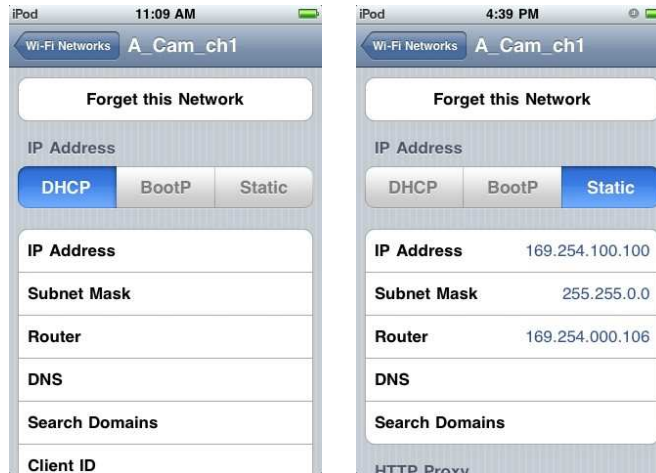 iPod 11:09 AM
Wi-Fi Networks A_Cam_ch1
Forget this Network
IP Address
DHCP BootP Static
IP Address
Subnet Mask
Router
DNS
Search Domains
Client ID
iPod 4:39 PM
Wi-Fi Networks A_Cam_ch1
Forget this Network
IP Address
DHCP BootP Static
IP Address 169.254.100.100
Subnet Mask 255.255.0.0
Router 169.254.000.106
DNS
Search Domains
HTTP Proxy